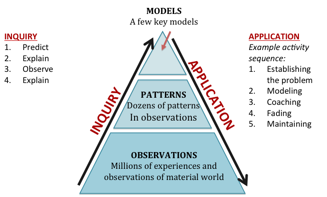 MODELS
A few key models
INQUIRY
1. Predict
2. Explain
3. Observe
4. Explain
INQUIRY
APPLICATION
PATTERNS
Dozens of patterns
In observations
OBSERVATIONS
Millions of experiences and
observations of material world
APPLICATION
Example activity
sequence:
1. Establishing
the problem
2. Modeling
3. Coaching
4. Fading
5. Maintaining